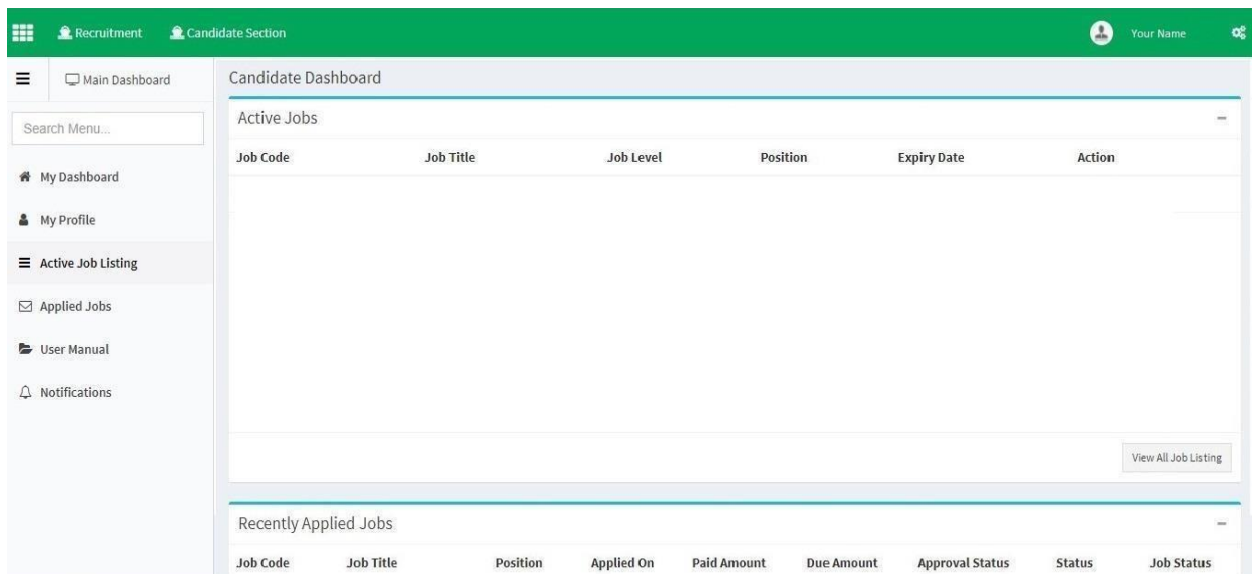 Recruitment Candidate Section Your Name
Main Dashboard
Search Menu...
My Dashboard
My Profile
Active Job Listing
Applied Jobs
User Manual
Notifications
Candidate Dashboard
Active Jobs
Job Code Job Title Job Level Position Expiry Date Action
View All Job Listing
Recently Applied Jobs
Job Code Job Title Position Applied On Paid Amount Due Amount Approval Status Status Job Status